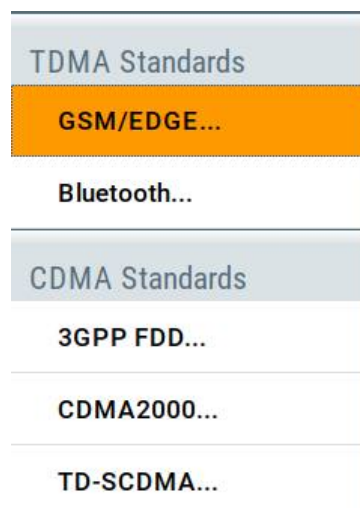 TDMA Standards
GSM/EDGE...
Bluetooth...
CDMA Standards
3GPP FDD...
CDMA2000...
TD-SCDMA...